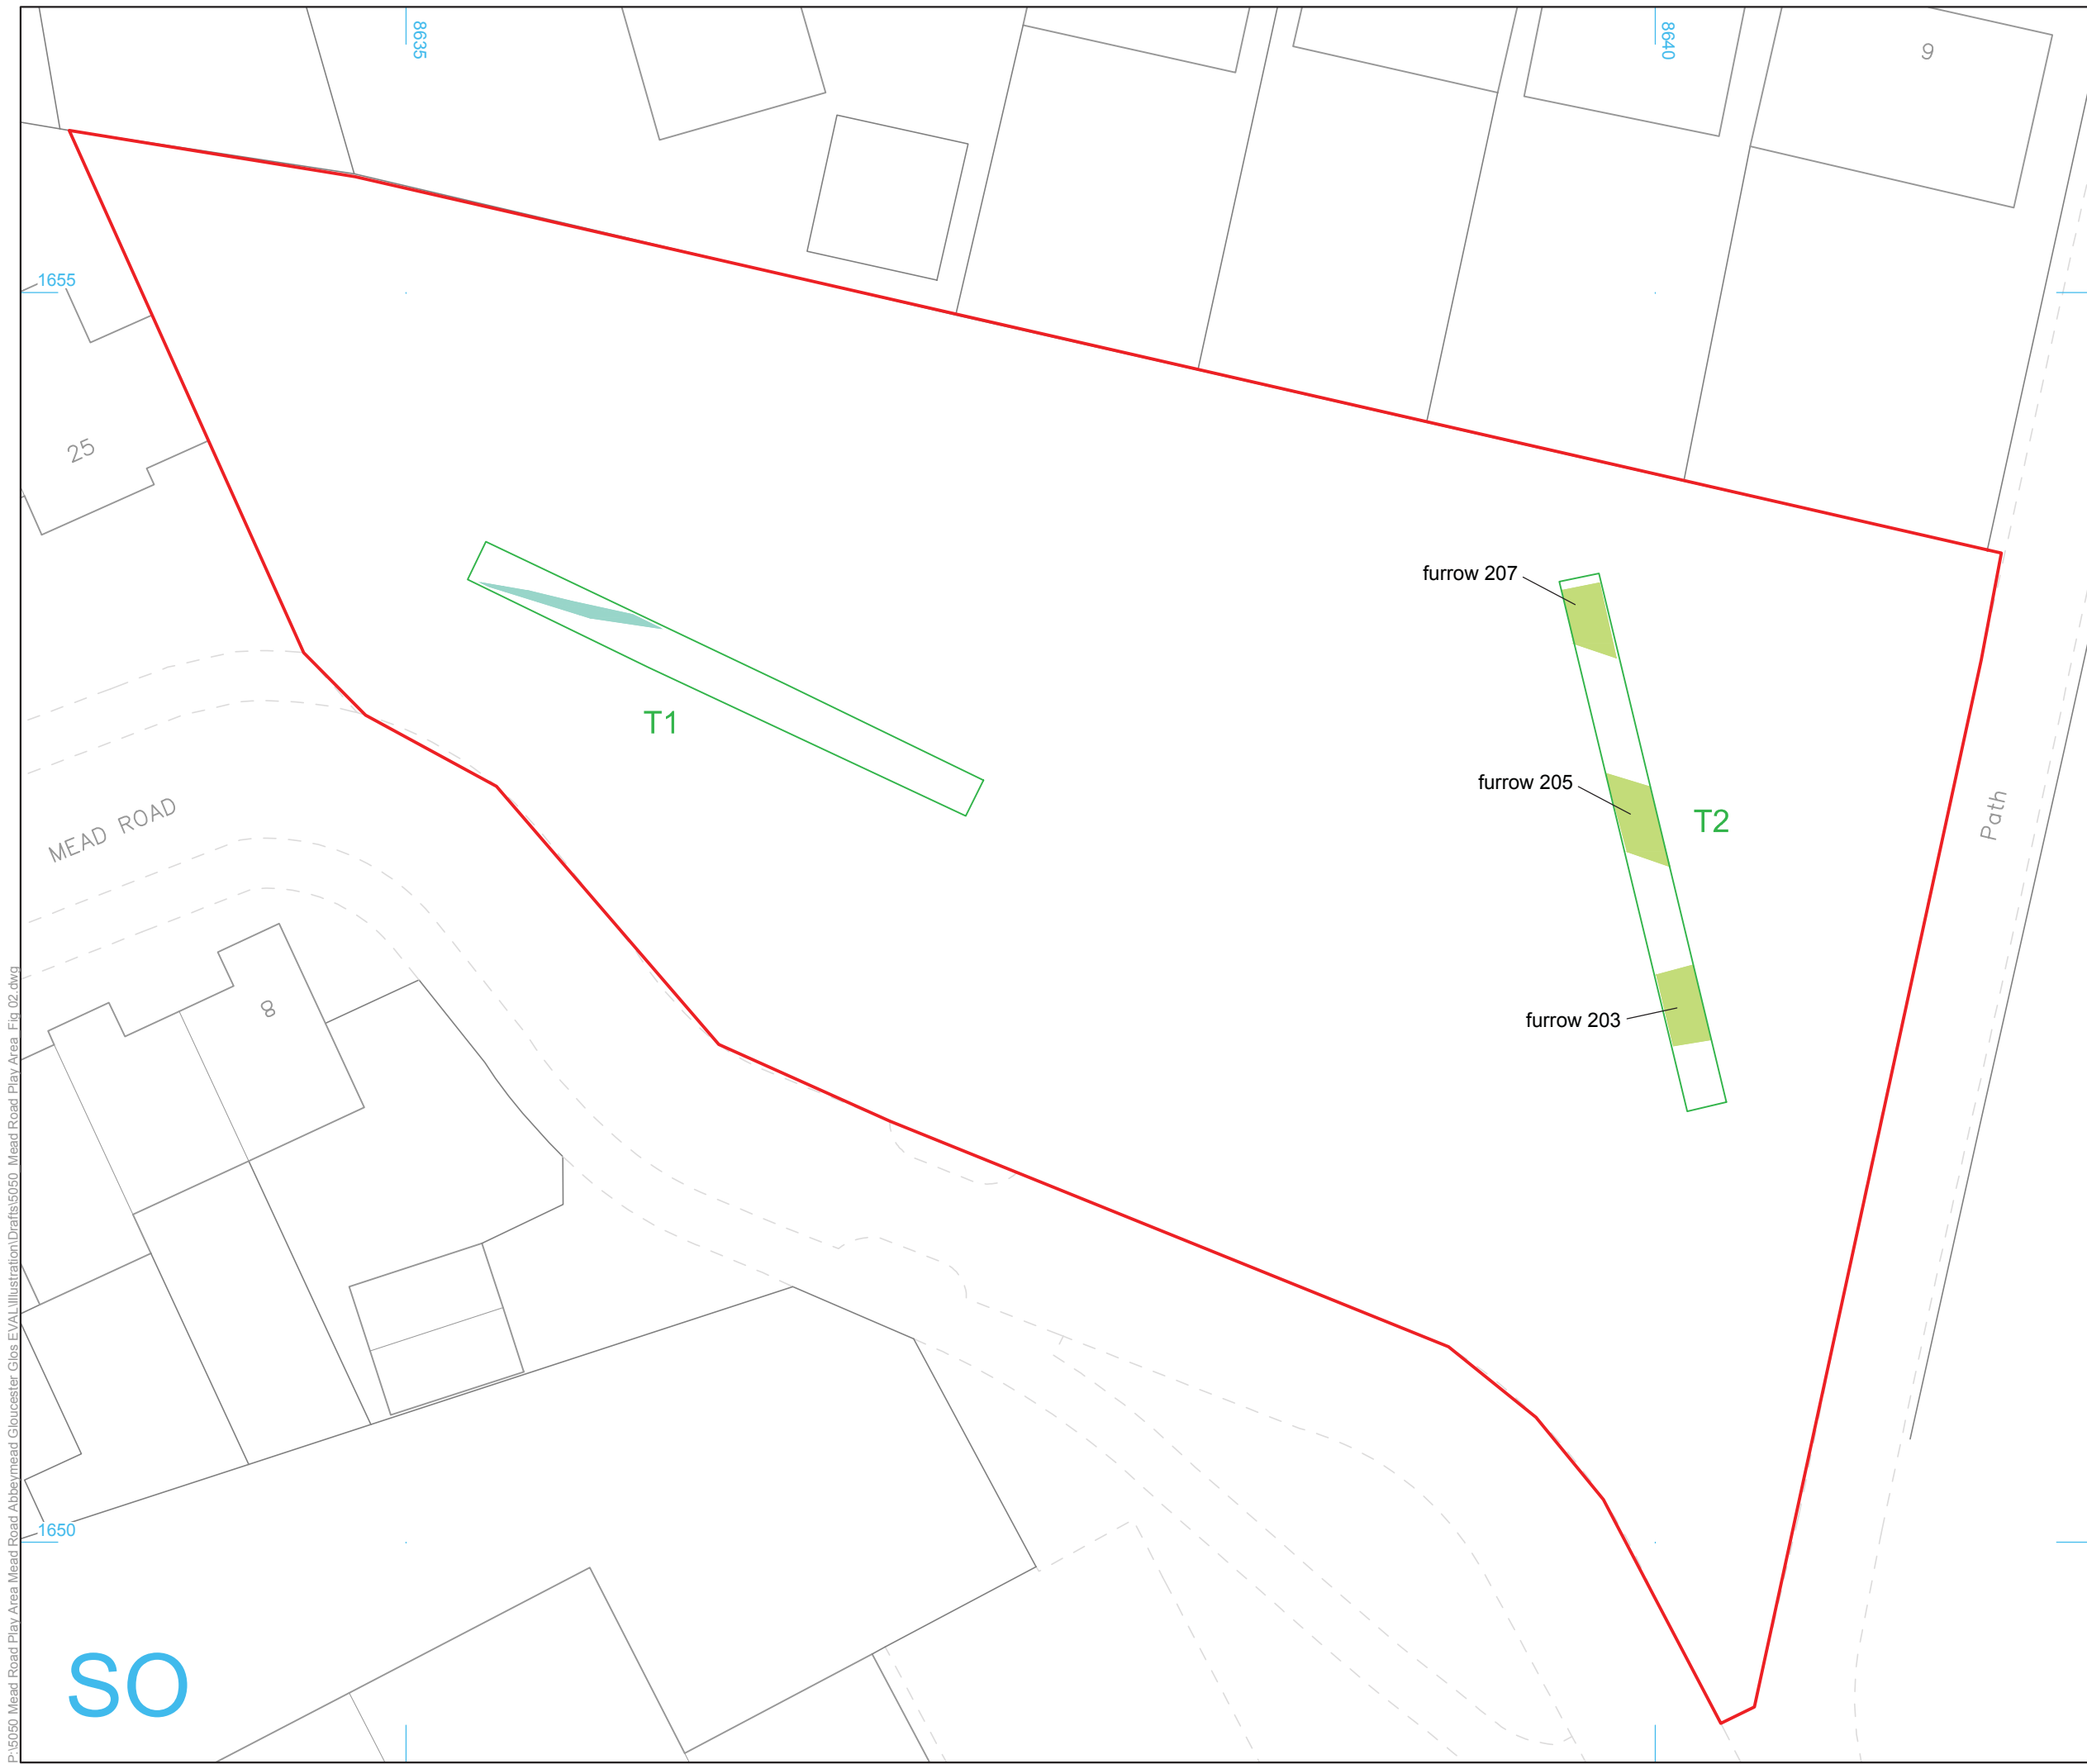 8635
8640
9
1655
25
furrow 207
T1
furrow 205
T2
Path
MEAD ROAD
8
furrow 203
P:\5050 Mead Road Play Area Mead Road Abbeymead Gloucester Glos EVAL\Illustration\Drafts\5050 Mead Road Play Area_Fig 02.dwg
1650
SO